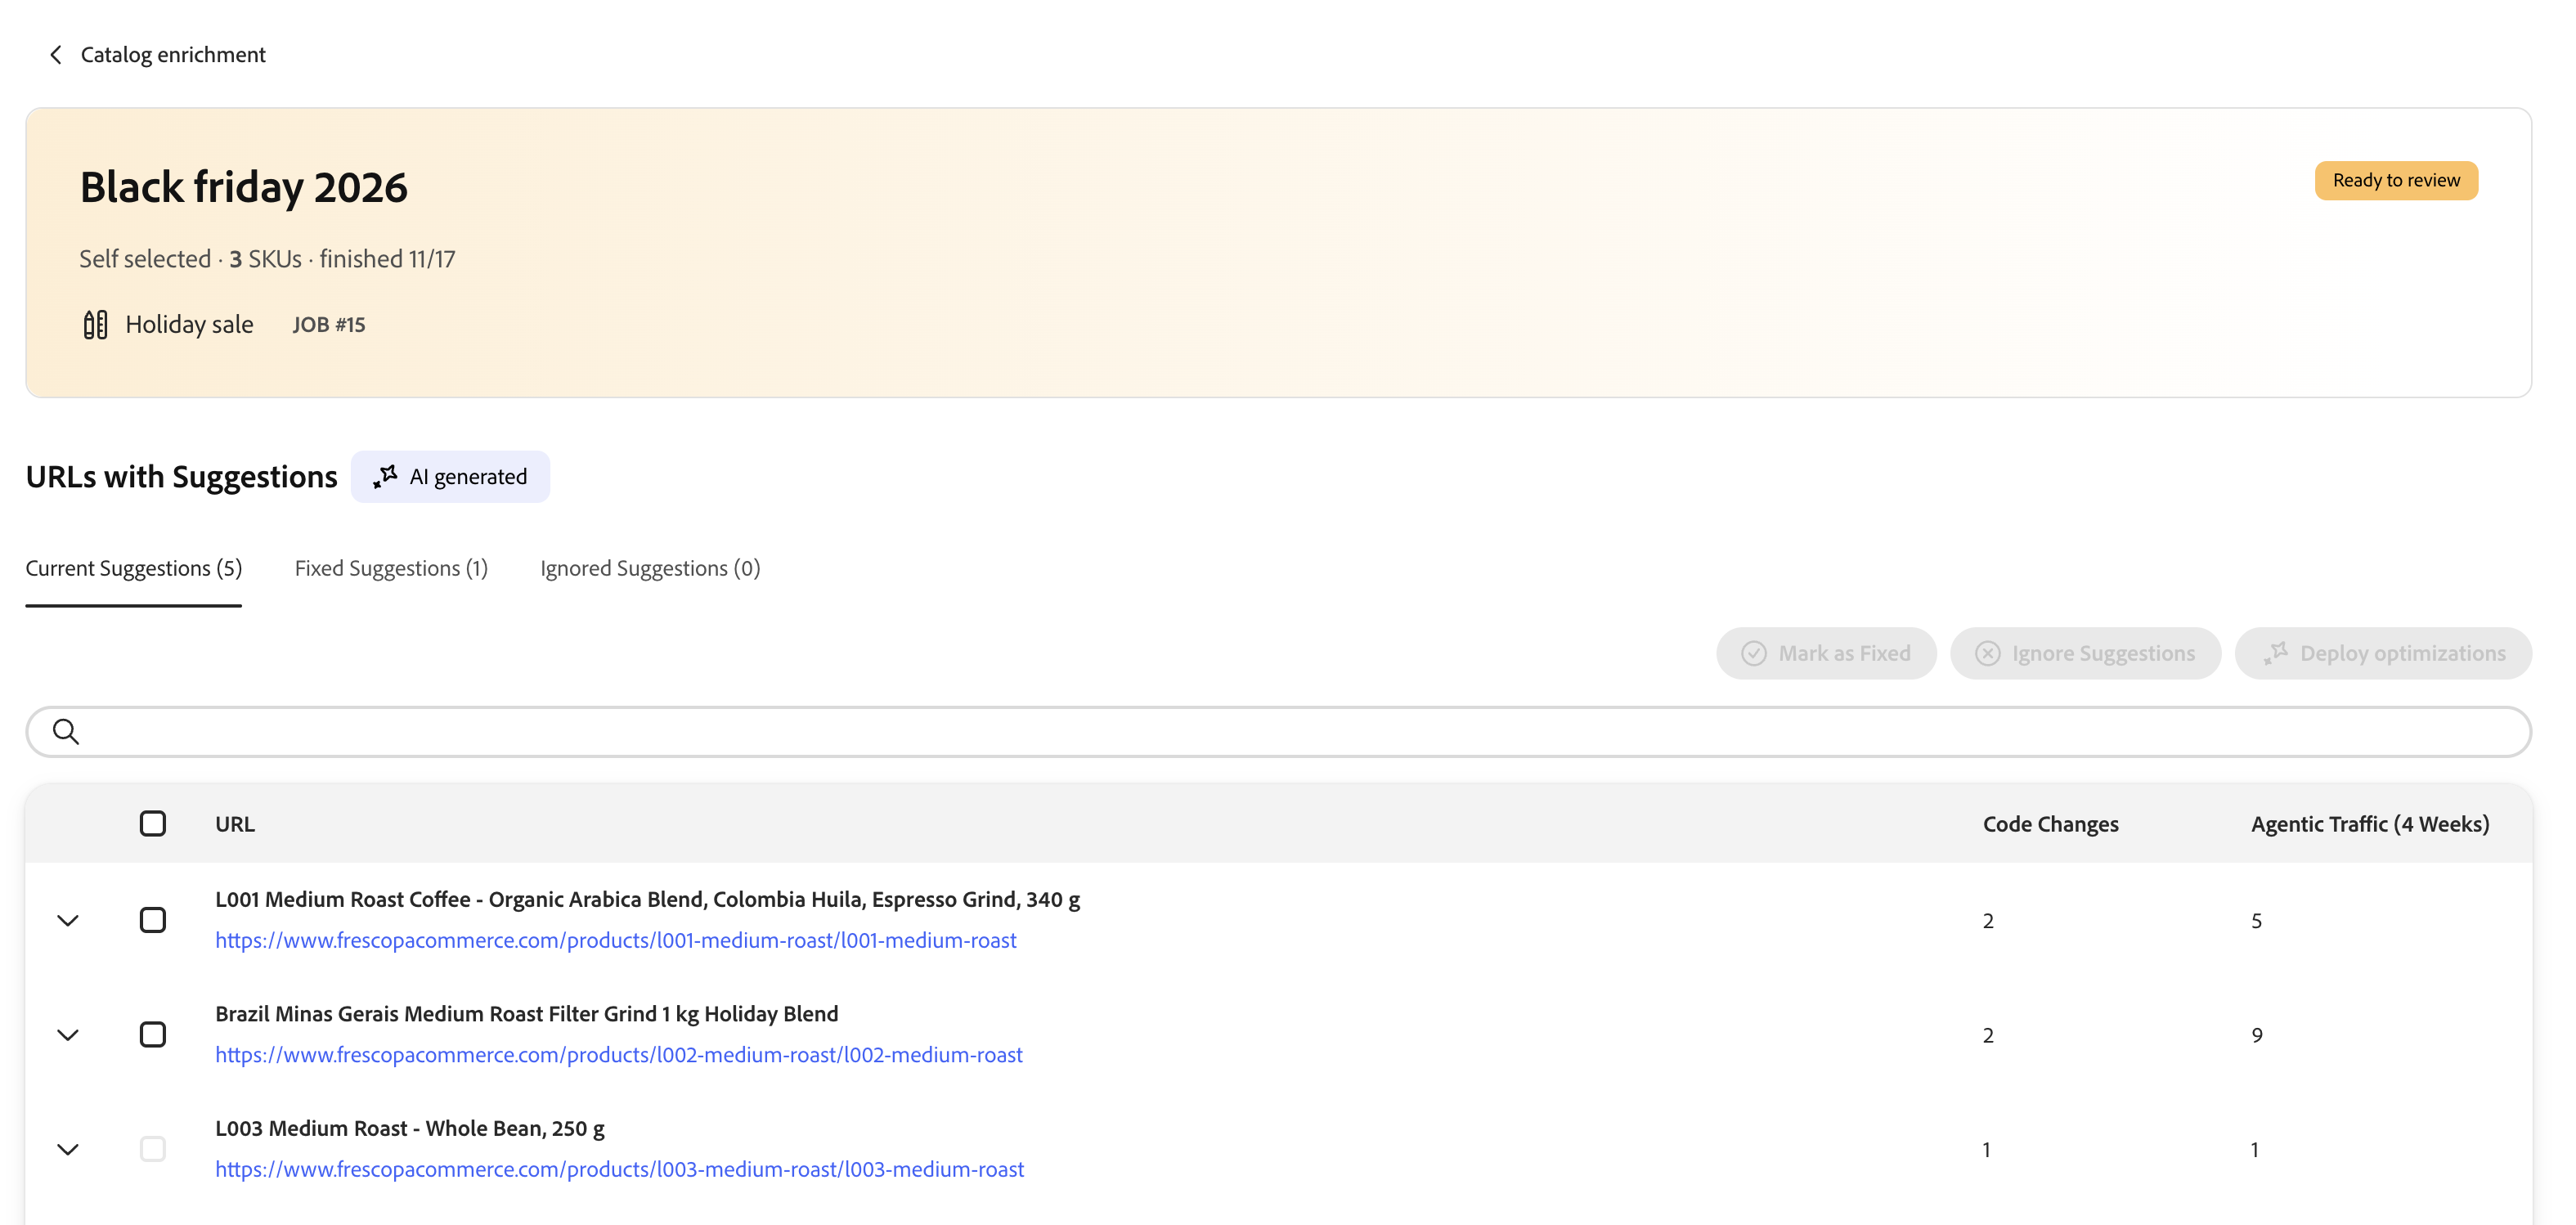 Catalog enrichment
Black friday 2026
Ready to review
Self selected · 3 SKUs · finished 11/17
Holiday sale JOB #15
URLs with Suggestions AI generated
Current Suggestions (5) Fixed Suggestions (1) Ignored Suggestions (0)
Mark as Fixed Ignore Suggestions Deploy optimizations
URL Code Changes Agentic Traffic (4 Weeks)
L001 Medium Roast Coffee - Organic Arabica Blend, Colombia Huila, Espresso Grind, 340 g
https://www.frescopacommerce.com/products/l001-medium-roast/l001-medium-roast
2 5
Brazil Minas Gerais Medium Roast Filter Grind 1 kg Holiday Blend
https://www.frescopacommerce.com/products/l002-medium-roast/l002-medium-roast
2 9
L003 Medium Roast - Whole Bean, 250 g
https://www.frescopacommerce.com/products/l003-medium-roast/l003-medium-roast
1 1